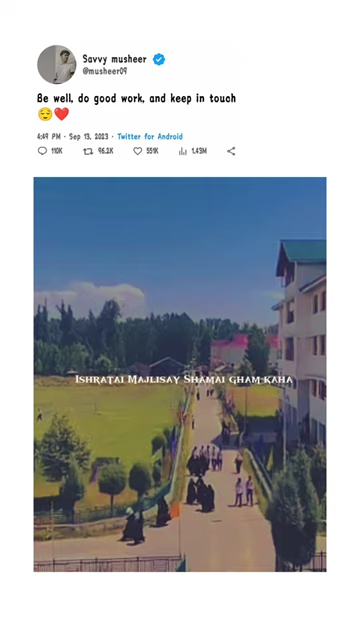 Savvy musheer
@musheer09
Be well, do good work, and keep in touch
😌❤️
4:49 PM · Sep 13, 2023 · Twitter for Android
110K 96.2K 551K 1.43M
Ishratai Majlisay Shamai gham kaha